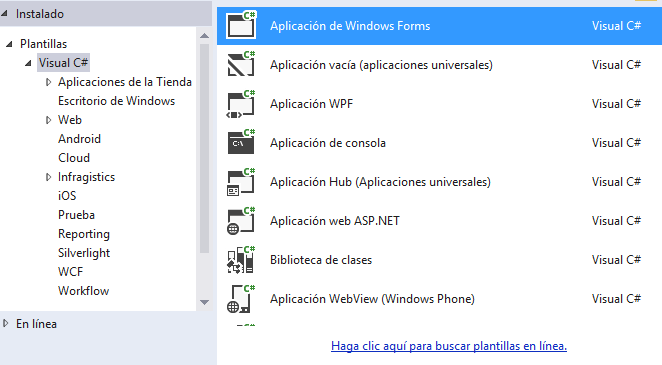 Instalado
Plantillas
Visual C#
Aplicaciones de la Tienda
Escritorio de Windows
Web
Android
Cloud
Infragistics
iOS
Prueba
Reporting
Silverlight
WCF
Workflow
En línea
C# Aplicación de Windows Forms Visual C#
C# Aplicación vacía (aplicaciones universales) Visual C#
C# Aplicación WPF Visual C#
C# C:\ Aplicación de consola Visual C#
C# Aplicación Hub (Aplicaciones universales) Visual C#
C# Aplicación web ASP.NET Visual C#
C# Biblioteca de clases Visual C#
C# Aplicación WebView (Windows Phone) Visual C#
C#
Haga clic aquí para buscar plantillas en línea.